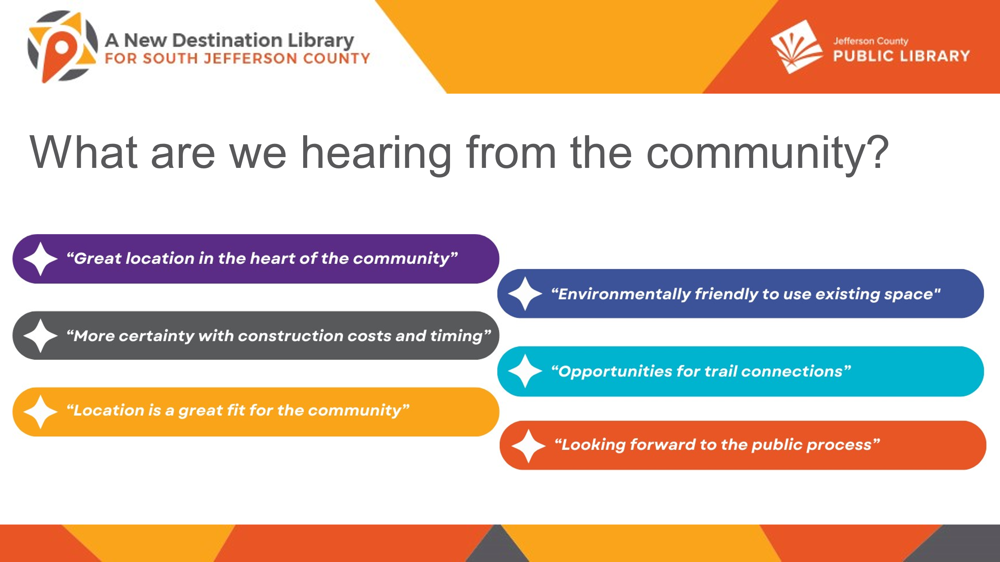 A New Destination Library
FOR SOUTH JEFFERSON COUNTY
Jefferson County
PUBLIC LIBRARY
What are we hearing from the community?
“Great location in the heart of the community”
“Environmentally friendly to use existing space"
“More certainty with construction costs and timing”
“Opportunities for trail connections”
“Location is a great fit for the community”
“Looking forward to the public process”